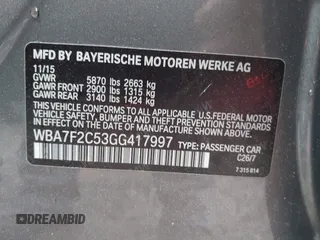 MFD BY BAYERISCHE MOTOREN WERKE AG
11/15
GVWR 5870 lbs 2663 kg
GAWR FRONT 2900 lbs 1315 kg
GAWR REAR 3140 lbs 1424 kg
THIS VEHICLE CONFORMS TO ALL APPLICABLE U.S. FEDERAL MOTOR
VEHICLE SAFETY, BUMPER AND THEFT PREVENTION STANDARDS
IN EFFECT ON THE DATE OF MANUFACTURE SHOWN ABOVE.
WBA7F2C53GG417997 TYPE: PASSENGER CAR
C26/7
7 315 814
DREAMBID